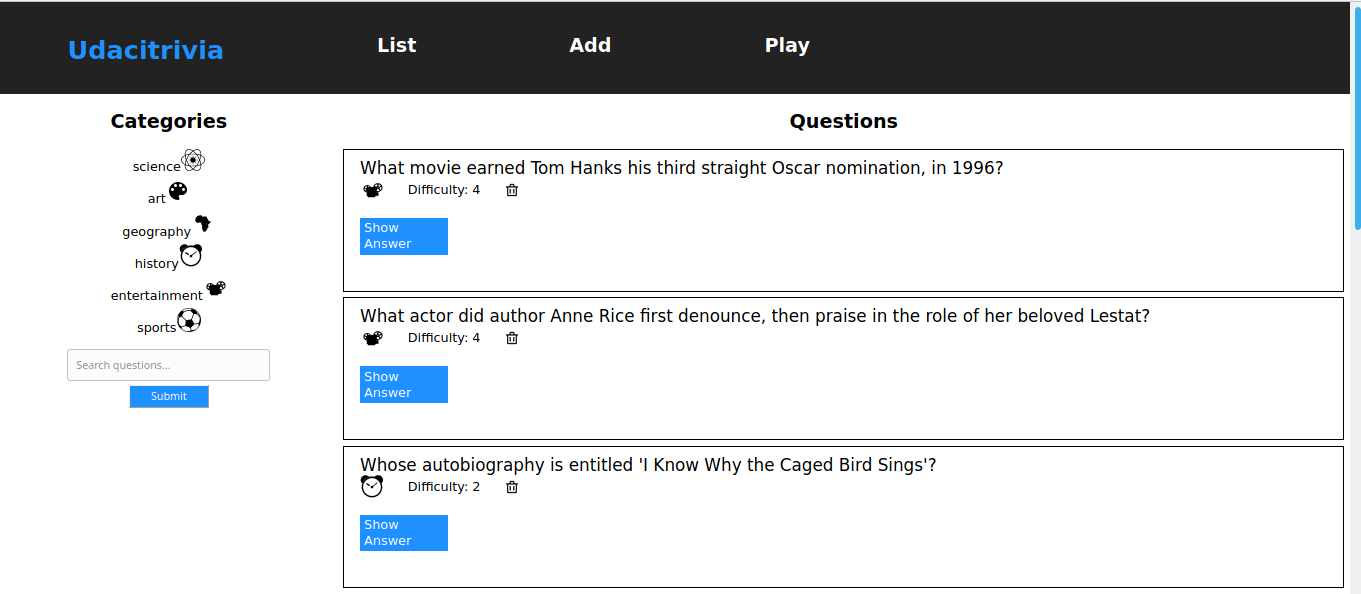 Udacitrivia
List
Add
Play
Categories
science
art
geography
history
entertainment
sports
Search questions...
Submit
Questions
What movie earned Tom Hanks his third straight Oscar nomination, in 1996?
Difficulty: 4
Show
Answer
What actor did author Anne Rice first denounce, then praise in the role of her beloved Lestat?
Difficulty: 4
Show
Answer
Whose autobiography is entitled 'I Know Why the Caged Bird Sings'?
Difficulty: 2
Show
Answer